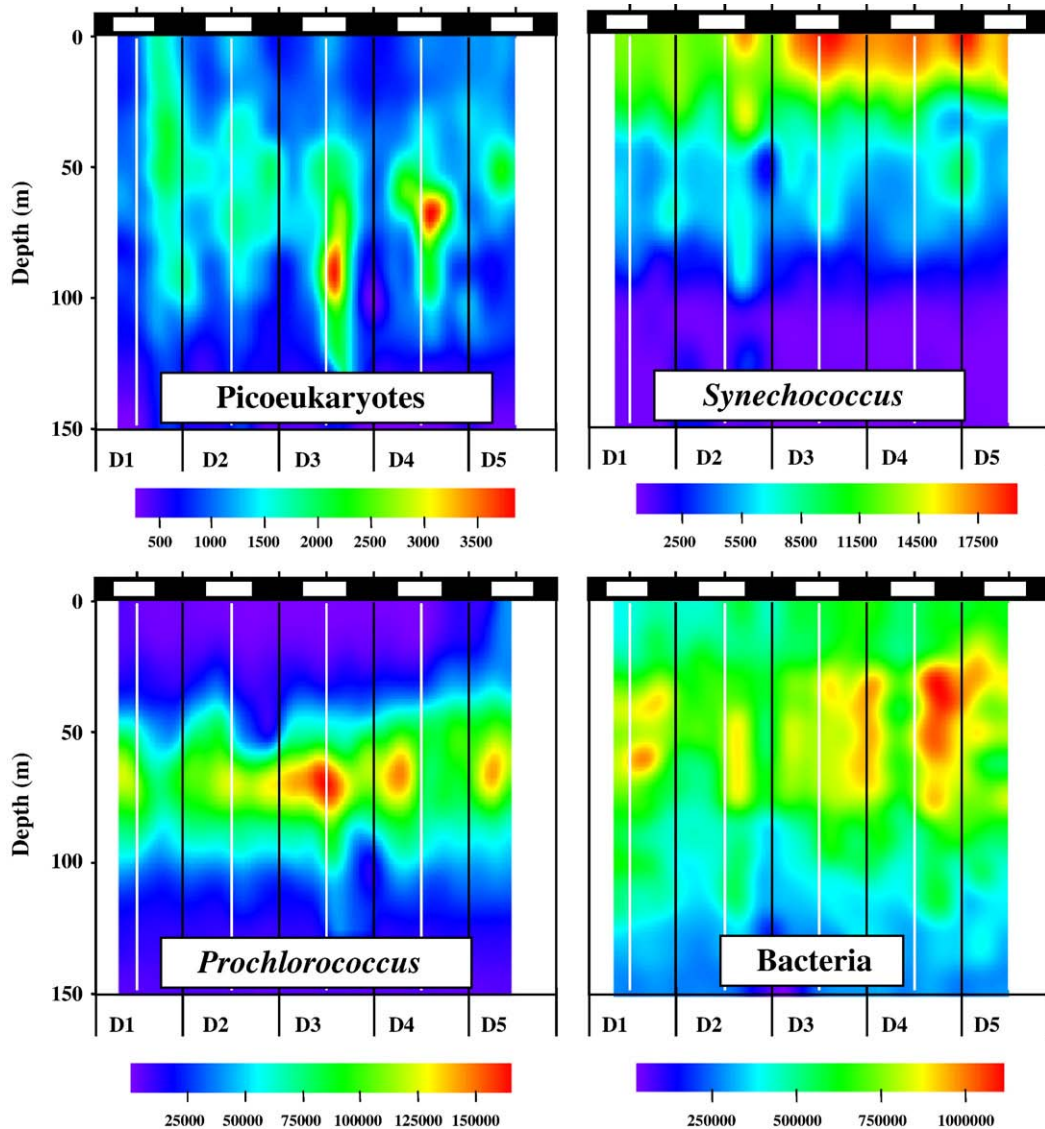 0
50
100
150
Depth (m)
Picoeukaryotes
D1 D2 D3 D4 D5
500 1000 1500 2000 2500 3000 3500
Synechococcus
D1 D2 D3 D4 D5
2500 5500 8500 11500 14500 17500
0
50
100
150
Depth (m)
Prochlorococcus
D1 D2 D3 D4 D5
25000 50000 75000 100000 125000 150000
Bacteria
D1 D2 D3 D4 D5
250000 500000 750000 1000000